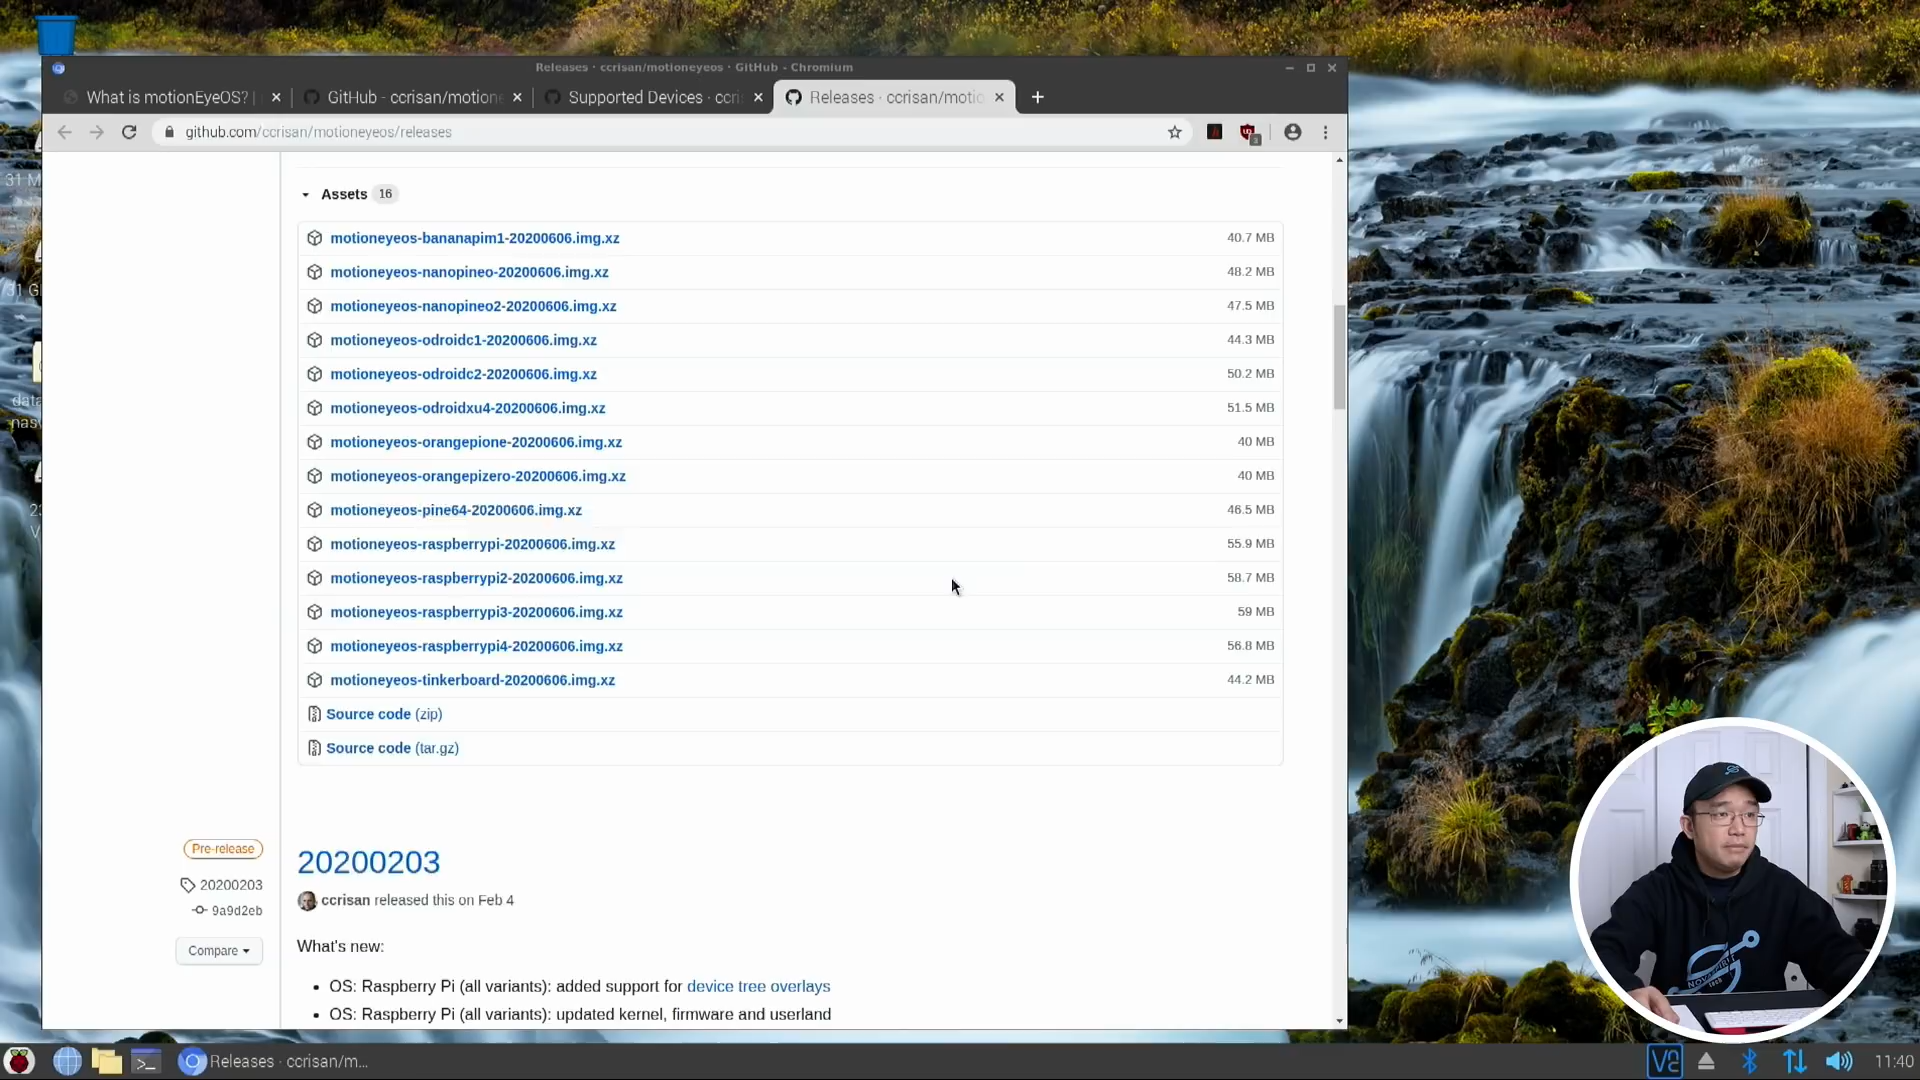 Releases · ccrisan/motioneyeos · GitHub - Chromium
What is motionEyeOS? |
GitHub - ccrisan/motione
Supported Devices · ccri
Releases · ccrisan/motio
github.com/ccrisan/motioneyeos/releases
3
31 M
31 G
data
nas
Assets 16
motioneyeos-bananapim1-20200606.img.xz 40.7 MB
motioneyeos-nanopineo-20200606.img.xz 48.2 MB
motioneyeos-nanopineo2-20200606.img.xz 47.5 MB
motioneyeos-odroidc1-20200606.img.xz 44.3 MB
motioneyeos-odroidc2-20200606.img.xz 50.2 MB
motioneyeos-odroidxu4-20200606.img.xz 51.5 MB
motioneyeos-orangepione-20200606.img.xz 40 MB
motioneyeos-orangepizero-20200606.img.xz 40 MB
motioneyeos-pine64-20200606.img.xz 46.5 MB
motioneyeos-raspberrypi-20200606.img.xz 55.9 MB
motioneyeos-raspberrypi2-20200606.img.xz 58.7 MB
motioneyeos-raspberrypi3-20200606.img.xz 59 MB
motioneyeos-raspberrypi4-20200606.img.xz 56.8 MB
motioneyeos-tinkerboard-20200606.img.xz 44.2 MB
Source code (zip)
Source code (tar.gz)
Pre-release
20200203
9a9d2eb
Compare
20200203
ccrisan released this on Feb 4
What's new:
• OS: Raspberry Pi (all variants): added support for device tree overlays
• OS: Raspberry Pi (all variants): updated kernel, firmware and userland
NOVASPIRIT
Releases · ccrisan/m...
11:40